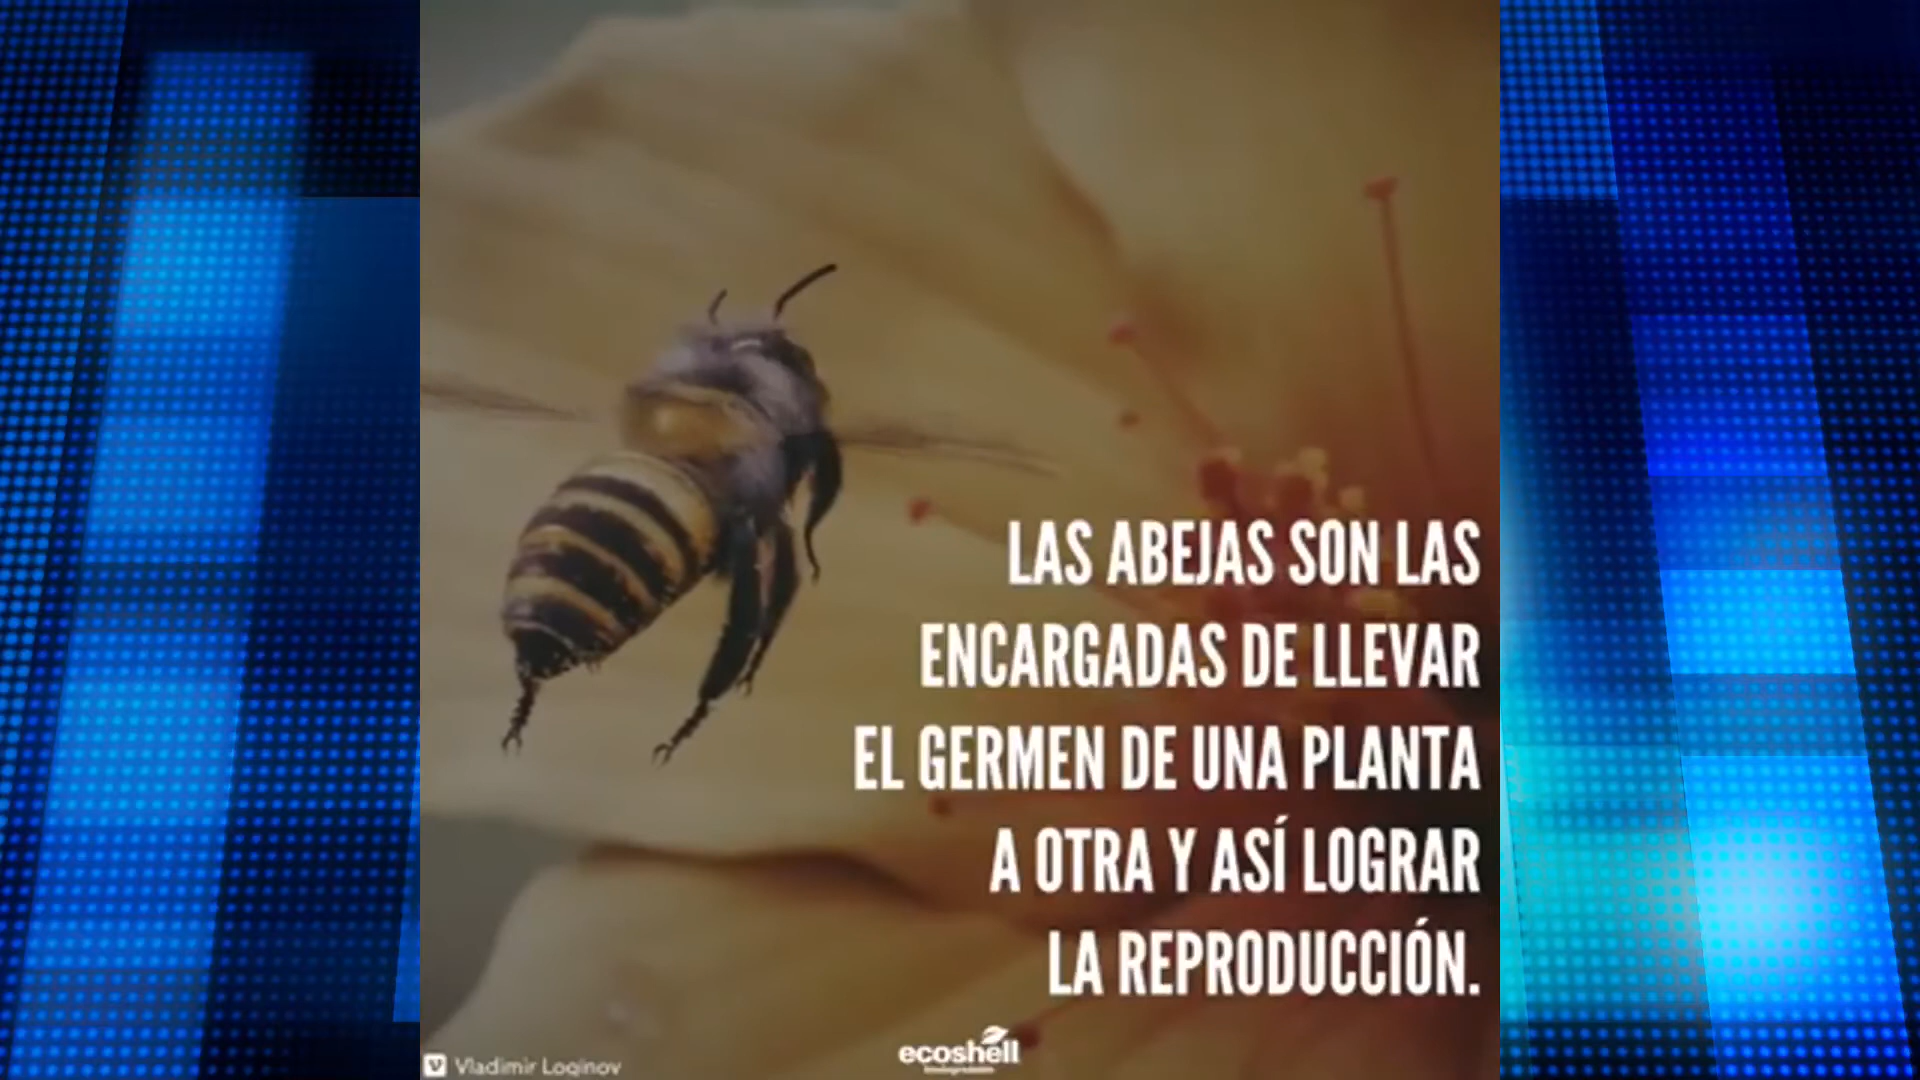 LAS ABEJAS SON LAS
ENCARGADAS DE LLEVAR
EL GERMEN DE UNA PLANTA
A OTRA Y ASÍ LOGRAR
LA REPRODUCCIÓN.
ecoshell
Vladimir Loginov